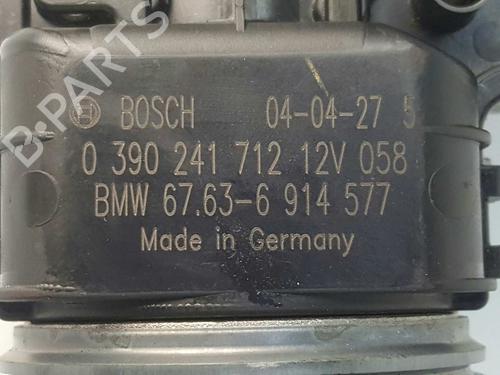 B-PARTS
BOSCH 04-04-27 5
0 390 241 712 12V 058
BMW 67.63-6 914 577
Made in Germany